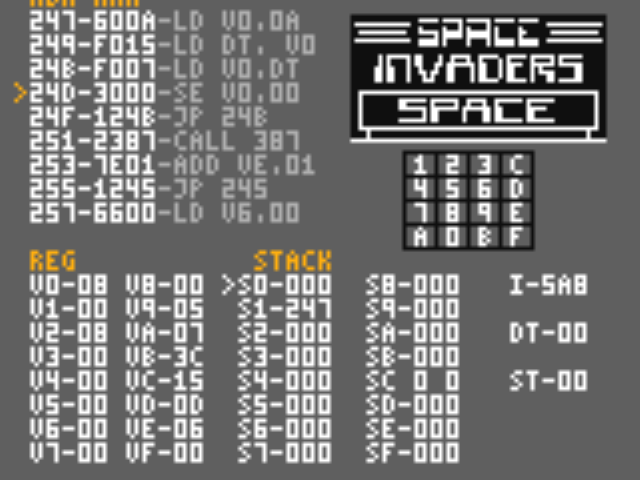 247-600A-LD V0.0A
249-F015-LD DT. V0
24B-F007-LD V0.DT
>24D-3000-SE V0.00
24F-124B-JP 24B
251-2387-CALL 387
253-7E01-ADD VE.01
255-1245-JP 245
257-6600-LD V6.00
SPACE
INVADERS
SPACE
1 2 3 C
4 5 6 D
7 8 9 E
A 0 B F
REG STACK
V0-08 V8-00 >S0-000 S8-000 I-5A8
V1-00 V9-05 S1-247 S9-000
V2-08 VA-07 S2-000 SA-000 DT-00
V3-00 VB-3C S3-000 SB-000
V4-00 VC-15 S4-000 SC 0 0 ST-00
V5-00 VD-0D S5-000 SD-000
V6-00 VE-06 S6-000 SE-000
V7-00 VF-00 S7-000 SF-000